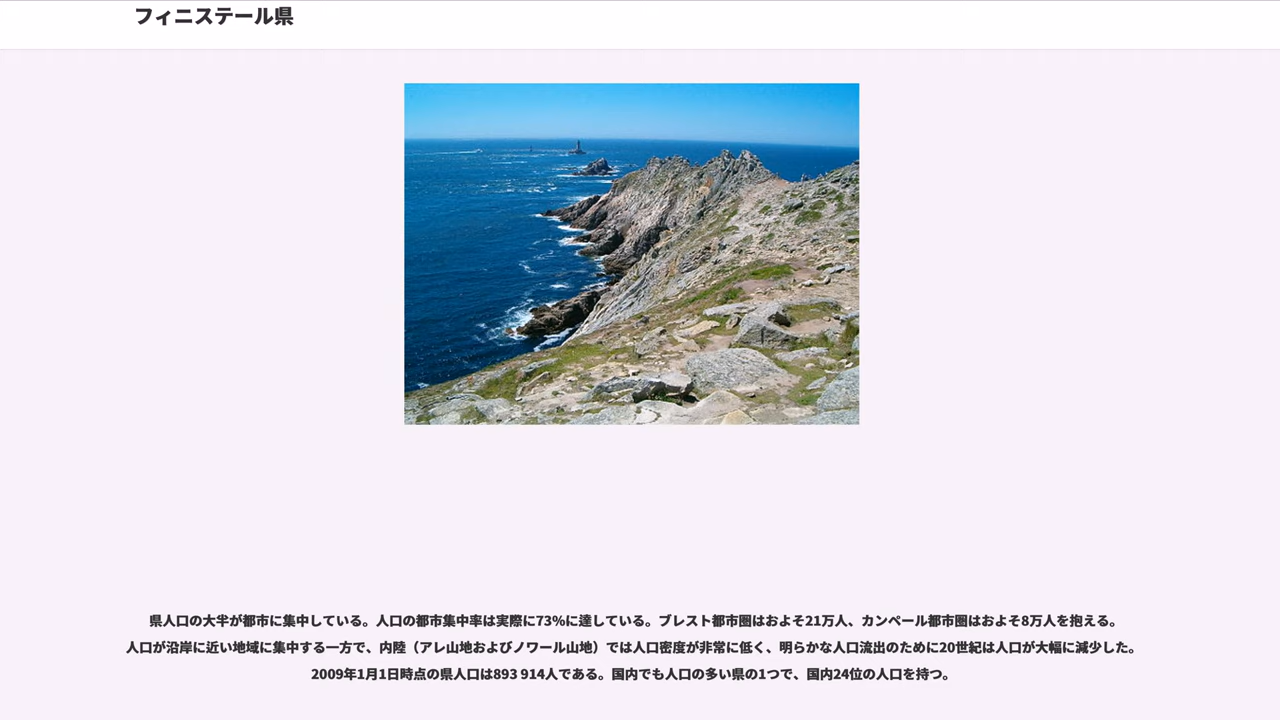 フィニステール県
県人口の大半が都市に集中している。人口の都市集中率は実際に73%に達している。ブレスト都市圏はおよそ21万人、カンペール都市圏はおよそ8万人を抱える。
人口が沿岸に近い地域に集中する一方で、内陸（アレ山地およびノワール山地）では人口密度が非常に低く、明らかな人口流出のために20世紀は人口が大幅に減少した。
2009年1月1日時点の県人口は893 914人である。国内でも人口の多い県の1つで、国内24位の人口を持つ。